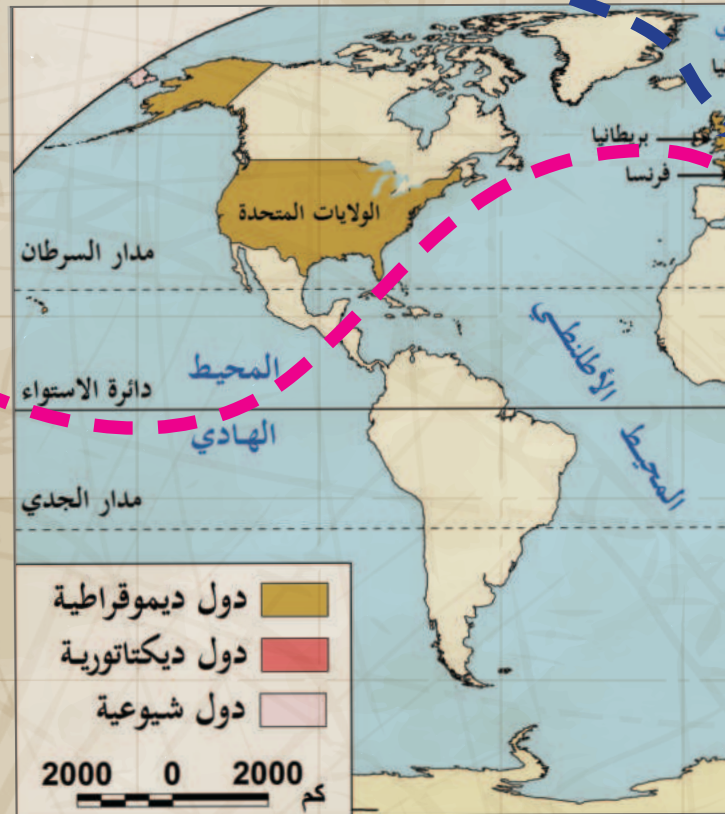 بريطانيا
فرنسا
الولايات المتحدة
مدار السرطان
المحيط
الأطلنطي
دائرة الاستواء
المحيط
الهادي
مدار الجدي
دول ديموقراطية
دول ديكتاتورية
دول شيوعية
2000 0 2000
كم